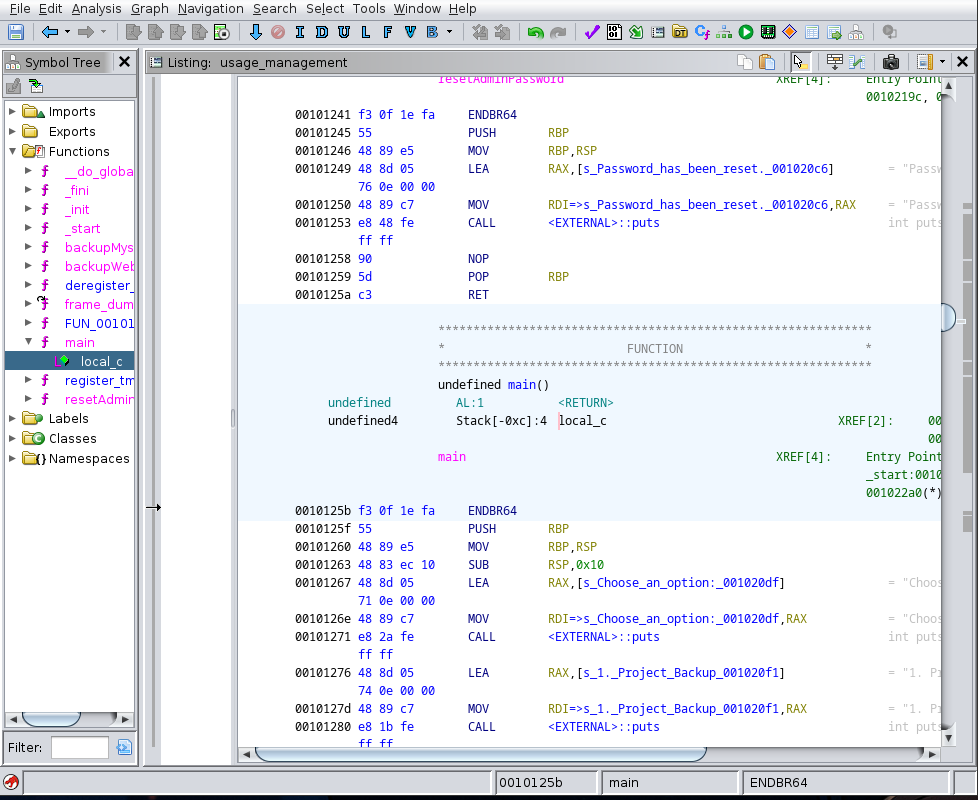 File Edit Analysis Graph Navigation Search Select Tools Window Help
I D U L F V B
Symbol Tree
Listing: usage_management
Imports
Exports
Functions
f __do_globa
f _fini
f _init
f _start
f backupMys
f backupWeb
f deregister_
f frame_dum
f FUN_00101
f main
local_c
f register_tm
f resetAdmin
Labels
Classes
Namespaces
Filter:
resetAdminPassword XREF[4]: Entry Point
0010219c, 0
00101241 f3 0f 1e fa ENDBR64
00101245 55 PUSH RBP
00101246 48 89 e5 MOV RBP,RSP
00101249 48 8d 05 LEA RAX,[s_Password_has_been_reset._001020c6] = "Passw
76 0e 00 00
00101250 48 89 c7 MOV RDI=>s_Password_has_been_reset._001020c6,RAX = "Passw
00101253 e8 48 fe CALL <EXTERNAL>::puts int puts
ff ff
00101258 90 NOP
00101259 5d POP RBP
0010125a c3 RET
**************************************************************
* FUNCTION *
**************************************************************
undefined main()
undefined AL:1 <RETURN>
undefined4 Stack[-0xc]:4 local_c XREF[2]: 00
00
main XREF[4]: Entry Point
_start:0010
001022a0(*)
0010125b f3 0f 1e fa ENDBR64
0010125f 55 PUSH RBP
00101260 48 89 e5 MOV RBP,RSP
00101263 48 83 ec 10 SUB RSP,0x10
00101267 48 8d 05 LEA RAX,[s_Choose_an_option:_001020df] = "Choos
71 0e 00 00
0010126e 48 89 c7 MOV RDI=>s_Choose_an_option:_001020df,RAX = "Choos
00101271 e8 2a fe CALL <EXTERNAL>::puts int puts
ff ff
00101276 48 8d 05 LEA RAX,[s_1._Project_Backup_001020f1] = "1. Pr
74 0e 00 00
0010127d 48 89 c7 MOV RDI=>s_1._Project_Backup_001020f1,RAX = "1. Pr
00101280 e8 1b fe CALL <EXTERNAL>::puts int puts
ff ff
0010125b main ENDBR64